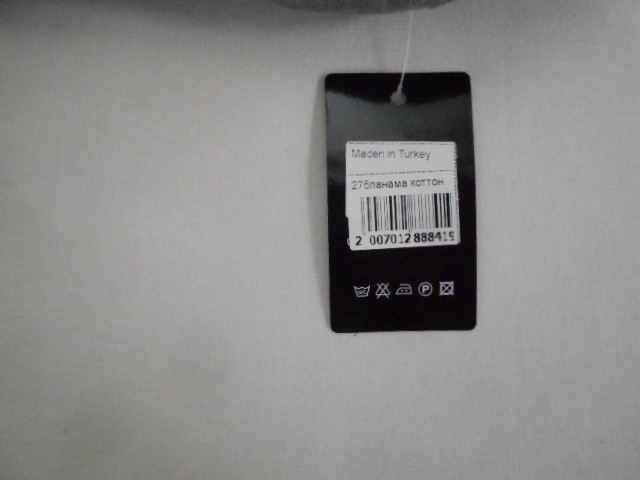 Maden in Turkey
275панама коттон
2 007012 888419
P